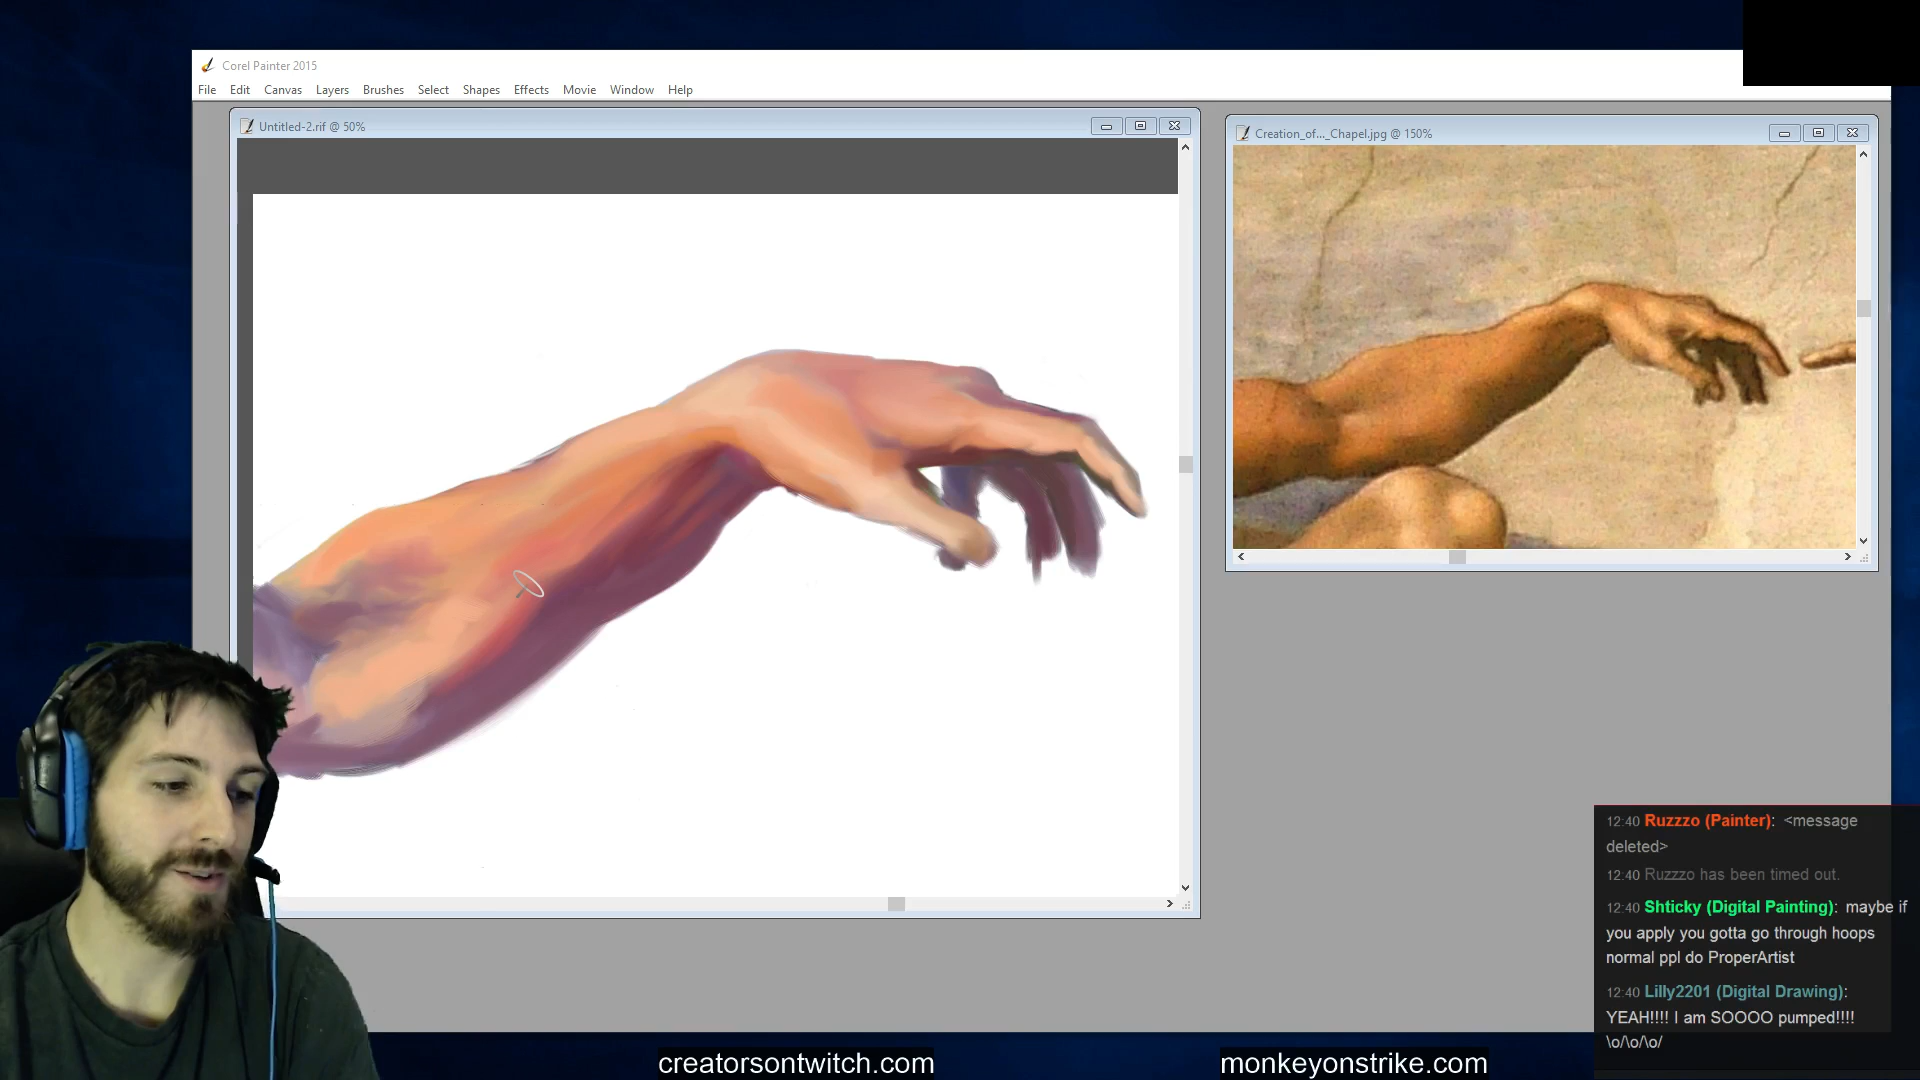 Corel Painter 2015
File Edit Canvas Layers Brushes Select Shapes Effects Movie Window Help
Untitled-2.rif @ 50%
Creation_of..._Chapel.jpg @ 150%
12:40 Ruzzzo (Painter): <message
deleted>
12:40 Ruzzzo has been timed out.
12:40 Shticky (Digital Painting): maybe if
you apply you gotta go through hoops
normal ppl do ProperArtist
12:40 Lilly2201 (Digital Drawing):
YEAH!!!! I am SOOOO pumped!!!!
\o/\o/\o/
creatorsontwitch.com
monkeyonstrike.com